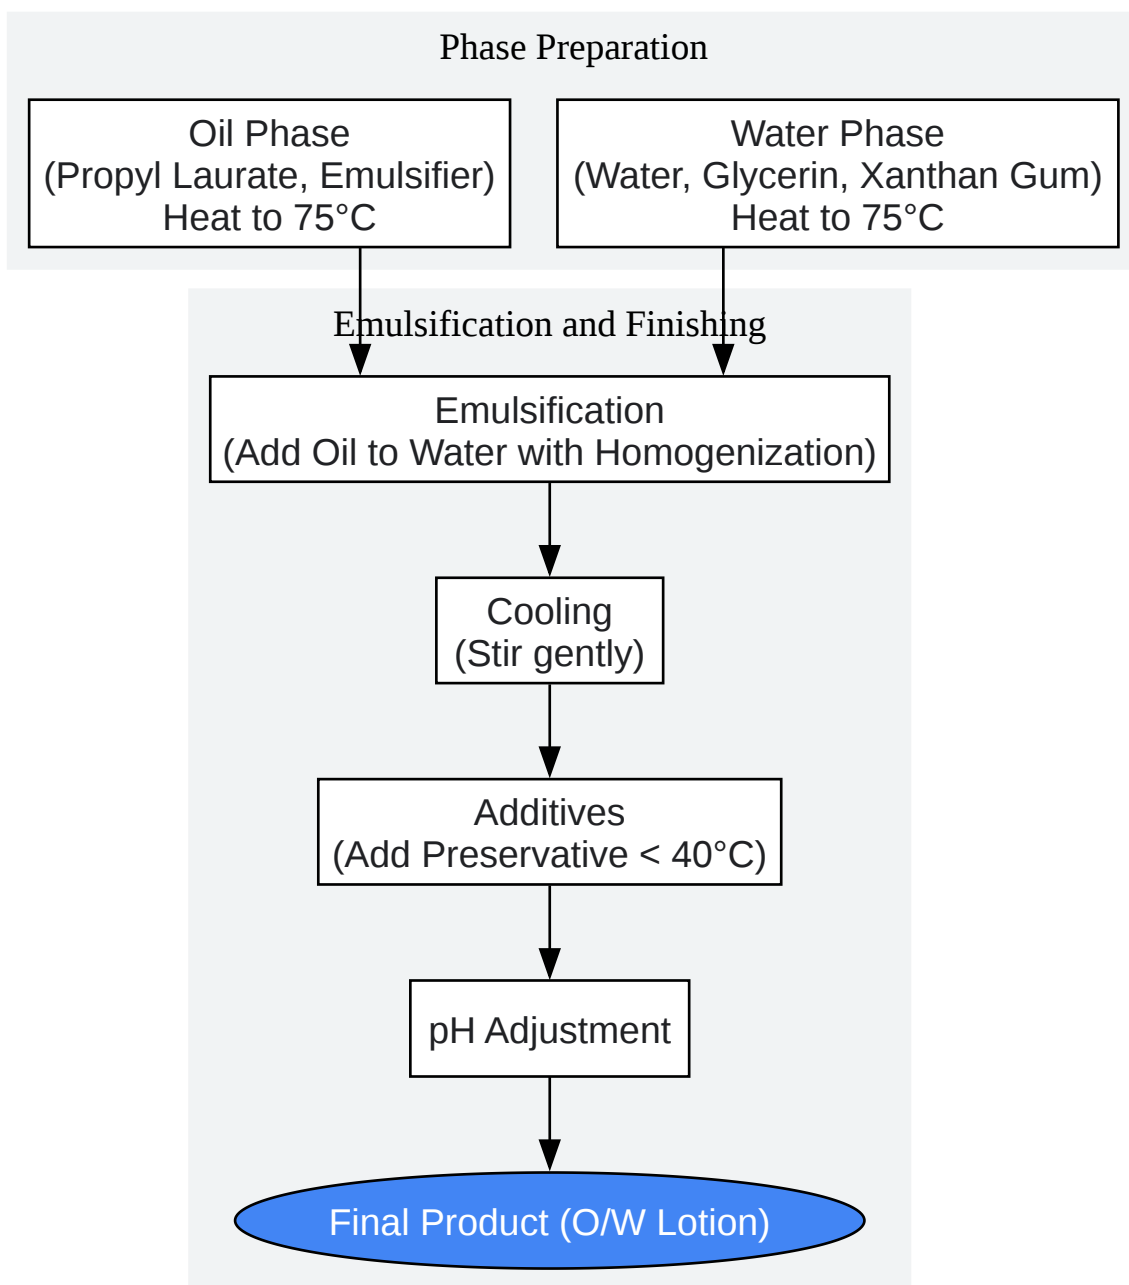 Phase Preparation
Oil Phase
(Propyl Laurate, Emulsifier)
Heat to 75°C
Water Phase
(Water, Glycerin, Xanthan Gum)
Heat to 75°C
Emulsification and Finishing
Emulsification
(Add Oil to Water with Homogenization)
Cooling
(Stir gently)
Additives
(Add Preservative < 40°C)
pH Adjustment
Final Product (O/W Lotion)